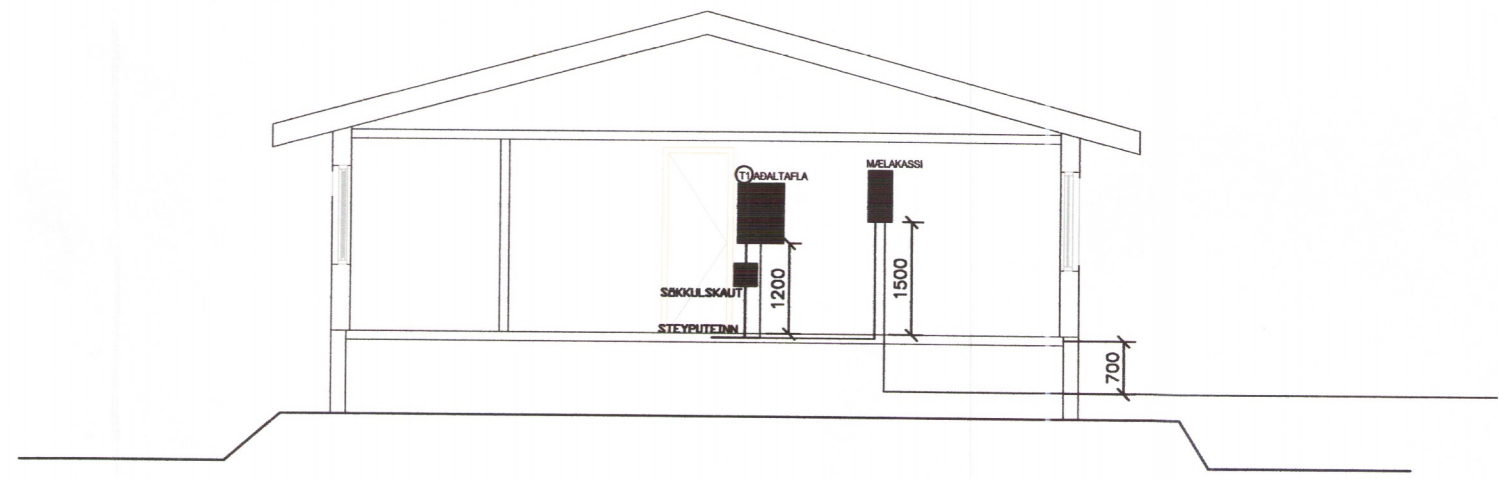 MÆLAKASSI
T1 AÐALTAFLA
1200
1500
SÖKKULSKAUT
STEYPUTEINN
700